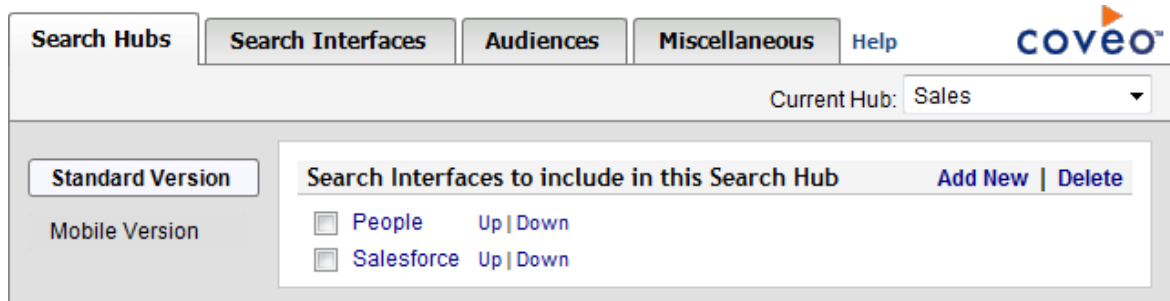 Search Hubs Search Interfaces Audiences Miscellaneous Help coveo™
Current Hub: Sales
Standard Version
Mobile Version
Search Interfaces to include in this Search Hub Add New | Delete
People Up | Down
Salesforce Up | Down